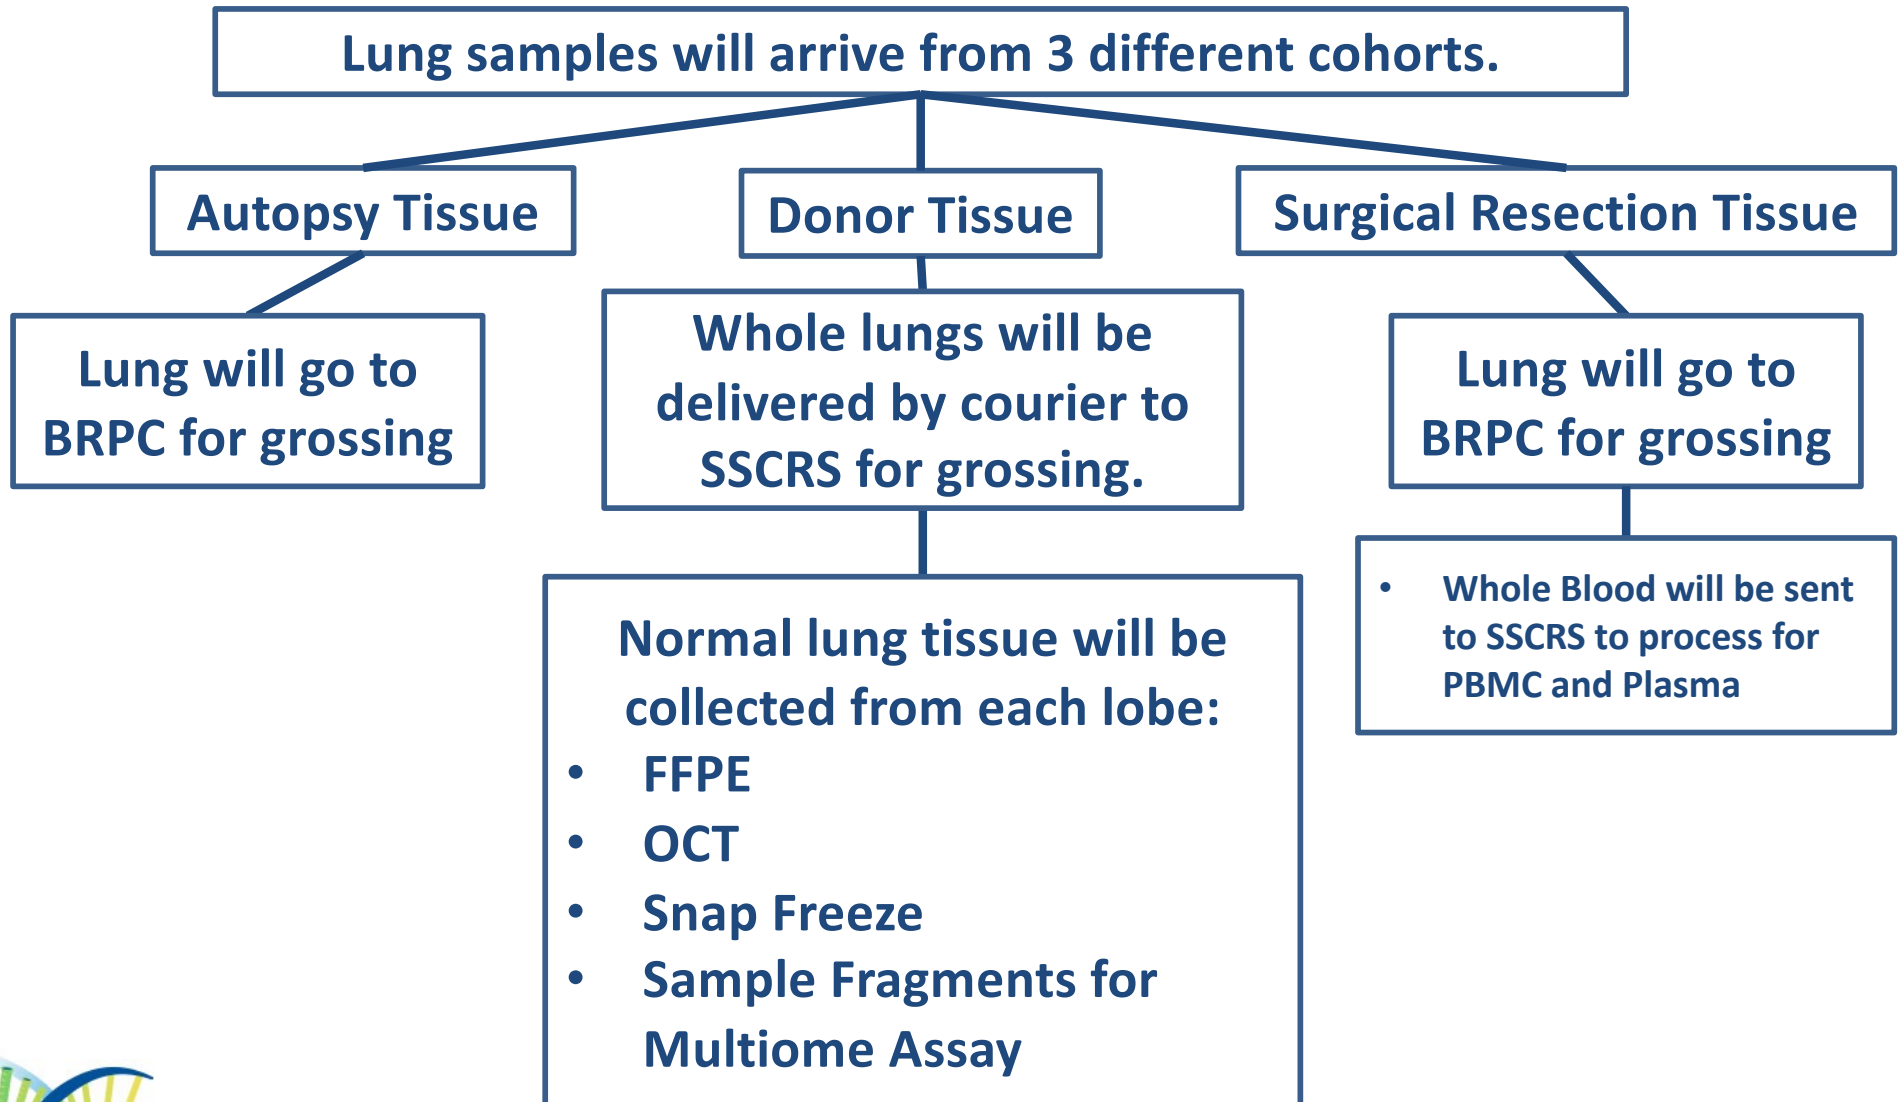 Lung samples will arrive from 3 different cohorts.
Autopsy Tissue
Donor Tissue
Surgical Resection Tissue
Lung will go to
BRPC for grossing
Whole lungs will be
delivered by courier to
SSCRS for grossing.
Lung will go to
BRPC for grossing
Normal lung tissue will be
collected from each lobe:
• FFPE
• OCT
• Snap Freeze
• Sample Fragments for
Multiome Assay
• Whole Blood will be sent
to SSCRS to process for
PBMC and Plasma